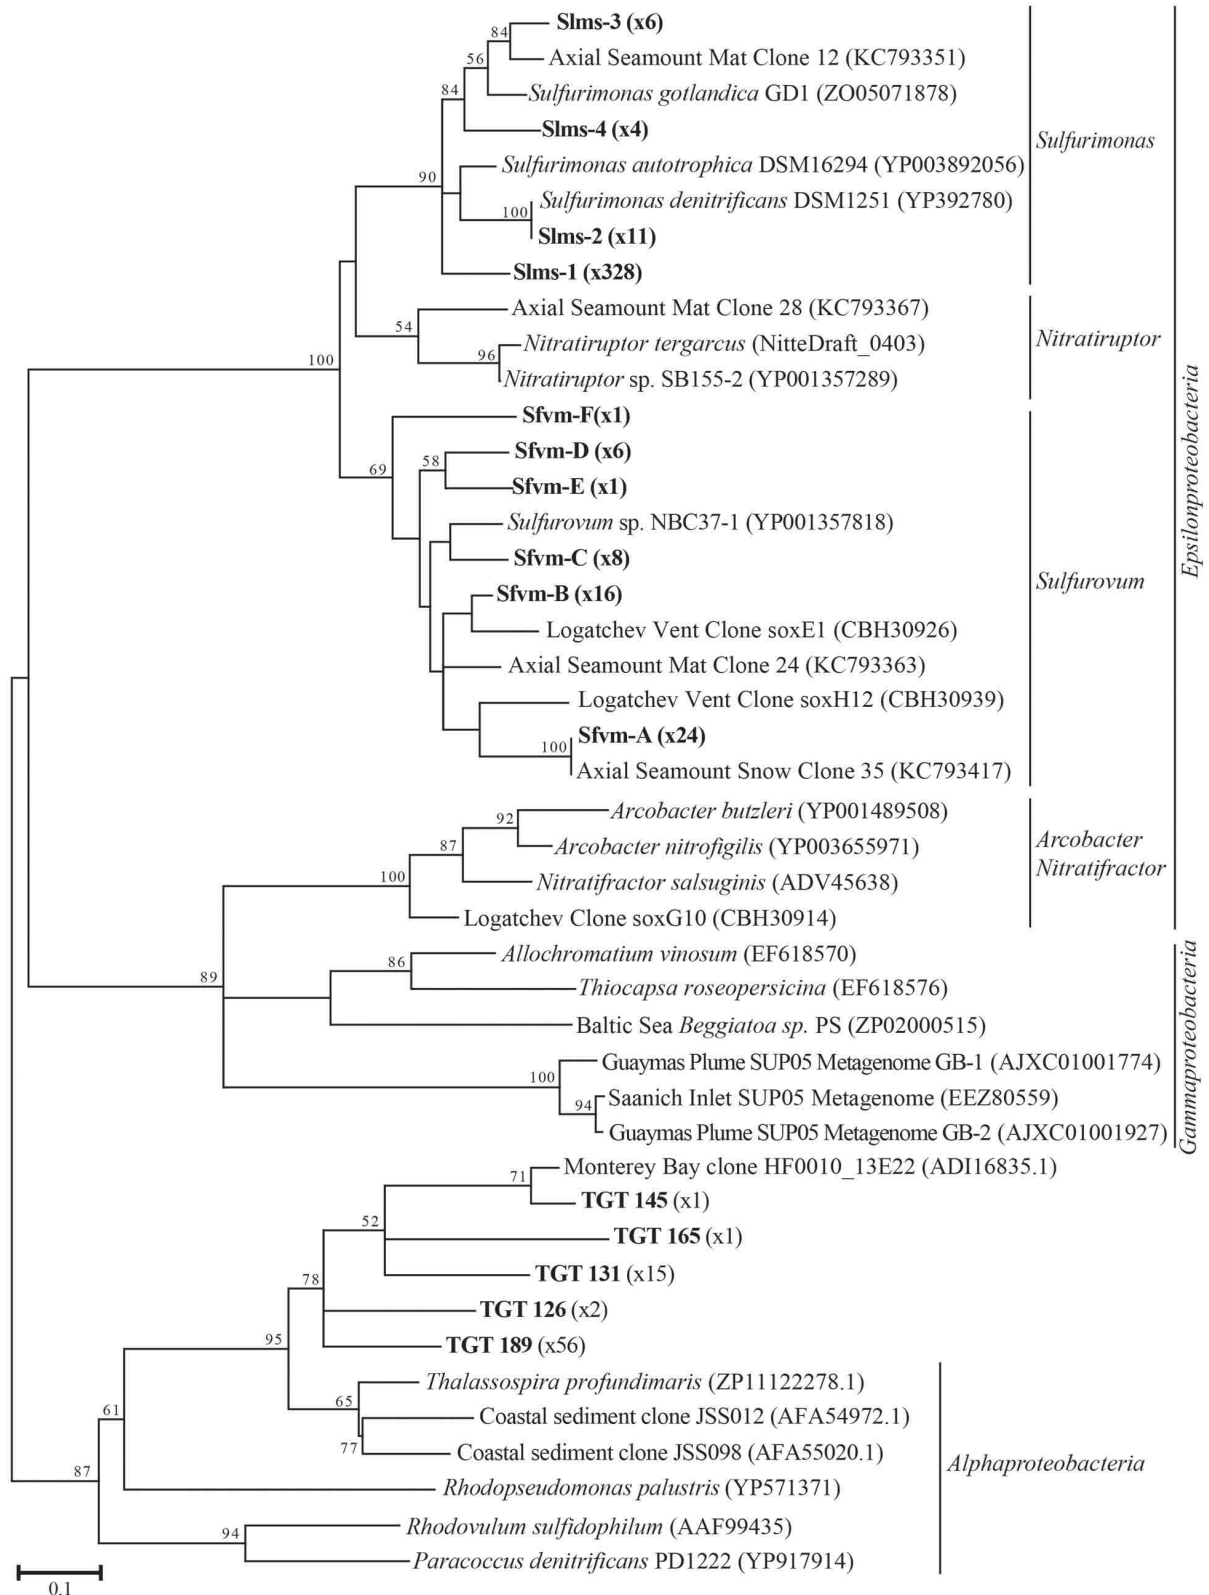 Slms-3 (x6)
84
Axial Seamount Mat Clone 12 (KC793351)
56
Sulfurimonas gotlandica GD1 (ZO05071878)
84
Slms-4 (x4)
Sulfurimonas
Sulfurimonas autotrophica DSM16294 (YP003892056)
90
Sulfurimonas denitrificans DSM1251 (YP392780)
100
Slms-2 (x11)
Slms-1 (x328)
Axial Seamount Mat Clone 28 (KC793367)
54
Nitratiruptor tergarcus (NitteDraft_0403)
Nitratiruptor
96
Nitratiruptor sp. SB155-2 (YP001357289)
100
Epsilonproteobacteria
Sfvm-F(x1)
Sfvm-D (x6)
58
69
Sfvm-E (x1)
Sulfurovum sp. NBC37-1 (YP001357818)
Sfvm-C (x8)
Sulfurovum
Sfvm-B (x16)
Logatchev Vent Clone soxE1 (CBH30926)
Axial Seamount Mat Clone 24 (KC793363)
Logatchev Vent Clone soxH12 (CBH30939)
Sfvm-A (x24)
100
Axial Seamount Snow Clone 35 (KC793417)
Arcobacter butzleri (YP001489508)
92
Arcobacter
Nitratifractor
Arcobacter nitrofigilis (YP003655971)
87
Nitratifractor salsuginis (ADV45638)
100
Logatchev Clone soxG10 (CBH30914)
Allochromatium vinosum (EF618570)
86
89
Thiocapsa roseopersicina (EF618576)
Gammaproteobacteria
Baltic Sea Beggiatoa sp. PS (ZP02000515)
Guaymas Plume SUP05 Metagenome GB-1 (AJXC01001774)
100
Saanich Inlet SUP05 Metagenome (EEZ80559)
94
Guaymas Plume SUP05 Metagenome GB-2 (AJXC01001927)
Monterey Bay clone HF0010_13E22 (ADI16835.1)
71
TGT 145 (x1)
52
TGT 165 (x1)
TGT 131 (x15)
78
TGT 126 (x2)
TGT 189 (x56)
95
Thalassospira profundimaris (ZP11122278.1)
65
Coastal sediment clone JSS012 (AFA54972.1)
61
77
Coastal sediment clone JSS098 (AFA55020.1)
Alphaproteobacteria
87
Rhodopseudomonas palustris (YP571371)
Rhodovulum sulfidophilum (AAF99435)
94
Paracoccus denitrificans PD1222 (YP917914)
0.1